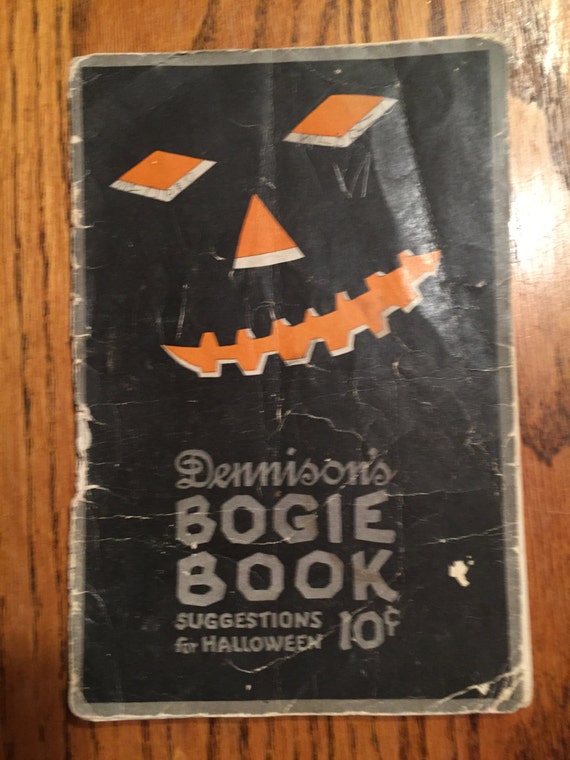 Dennison's
BOGIE
BOOK
SUGGESTIONS
for HALLOWEEN 10¢